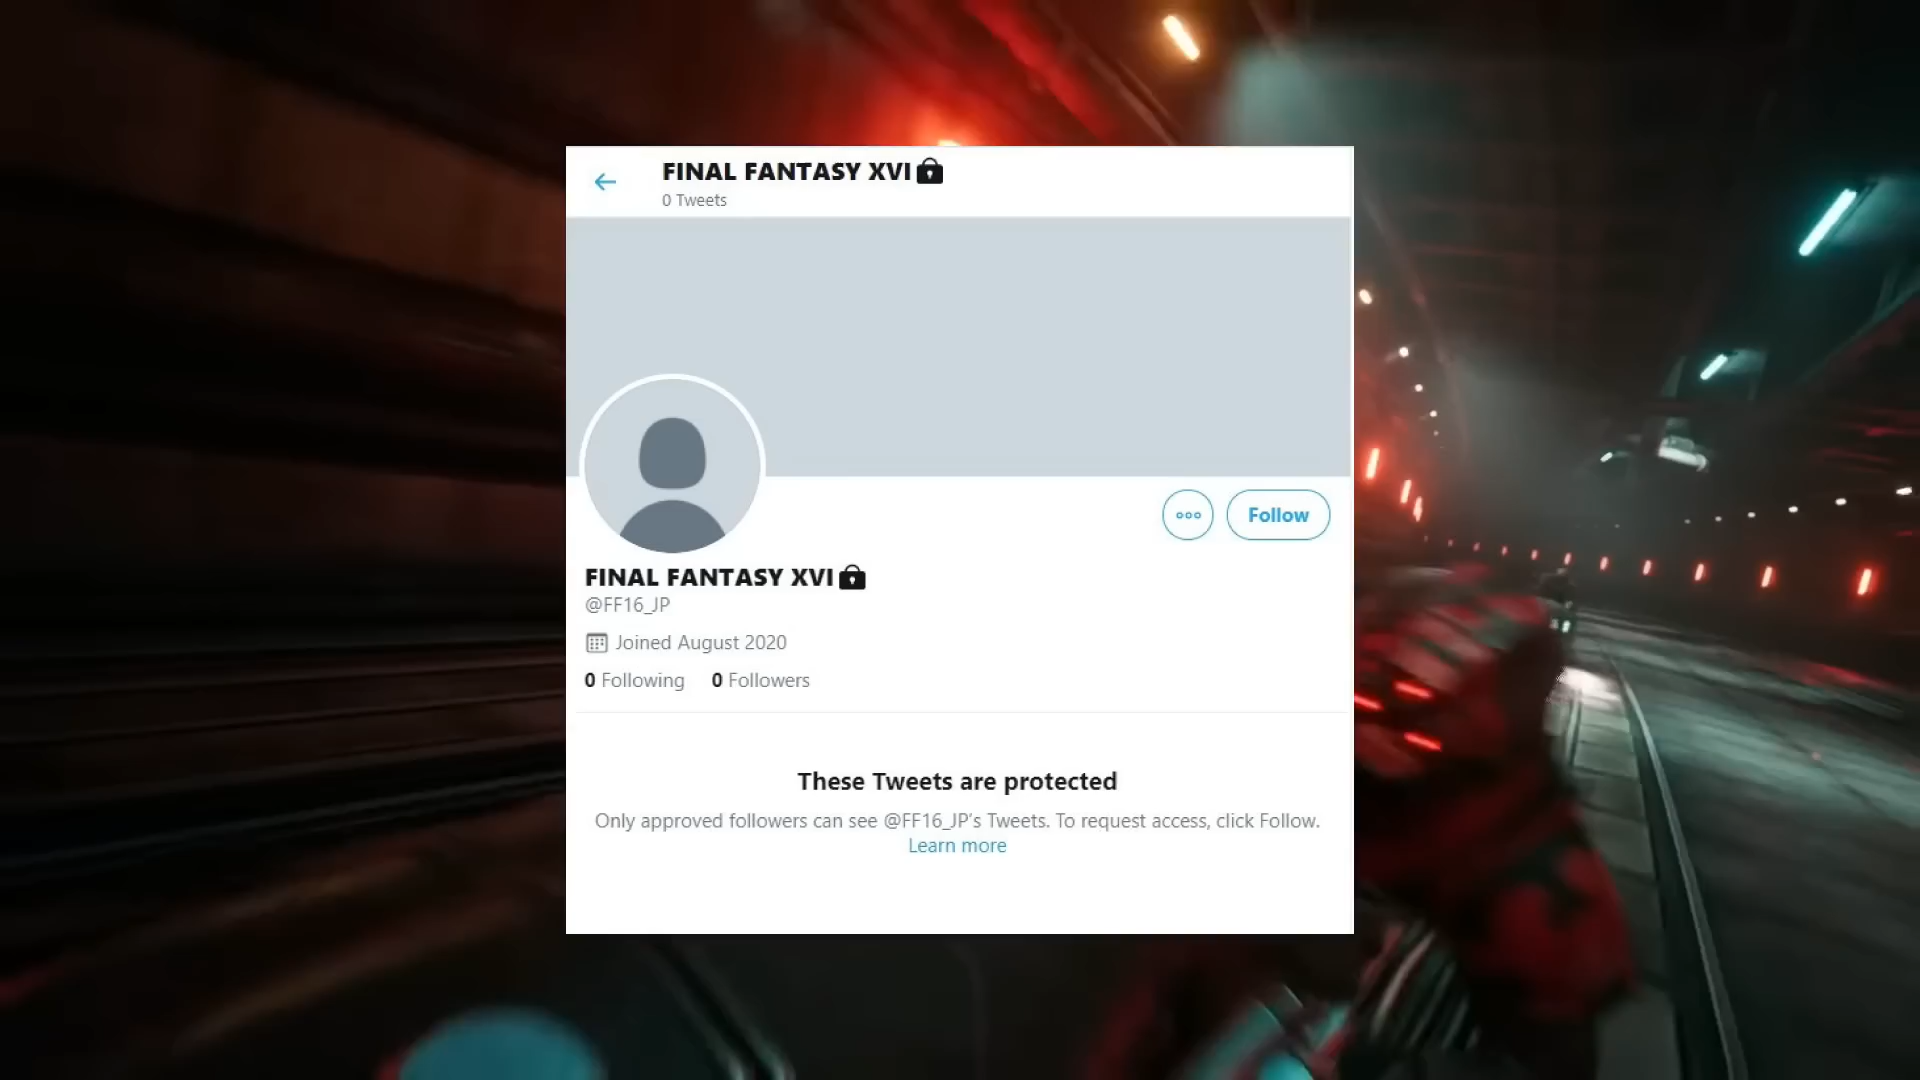 FINAL FANTASY XVI
0 Tweets
Follow
FINAL FANTASY XVI
@FF16_JP
Joined August 2020
0 Following 0 Followers
These Tweets are protected
Only approved followers can see @FF16_JP's Tweets. To request access, click Follow.
Learn more